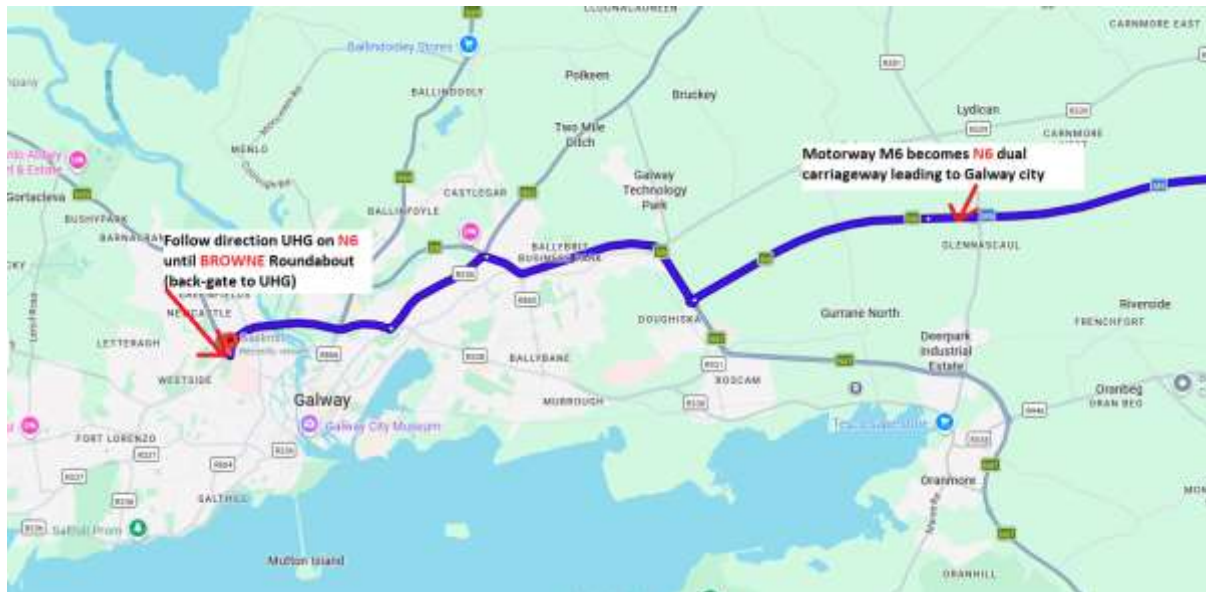 CLOONACAUNEEN
CARNMORE EAST
Ballindooley Stores
Polkeen
BALLINDOOLY
Bruckey
Lydican
Two Mile
Ditch
CARNMORE
MENLO
Motorway M6 becomes N6 dual
carriageway leading to Galway city
CASTLEGAR
Galway
Technology
Park
Gortacleva
BUSHYPARK
BALLINFOYLE
Follow direction UHG on N6
until BROWNE Roundabout
(back-gate to UHG)
BALLYBRIT
BUSINESS PARK
GLENNASCAUL
NEWCASTLE
DOUGHISKA
Gurrane North
Riverside
FRENCHFORT
LETTERAGH
Deerpark
Industrial
Estate
WESTSIDE
BALLYBANE
ROSCAM
Galway
MURROUGH
Oranbeg
ORAN BEG
Galway City Museum
FORT LORENZO
Oranmore
SALTHILL
Salthill Prom
Mutton Island
ORANHILL